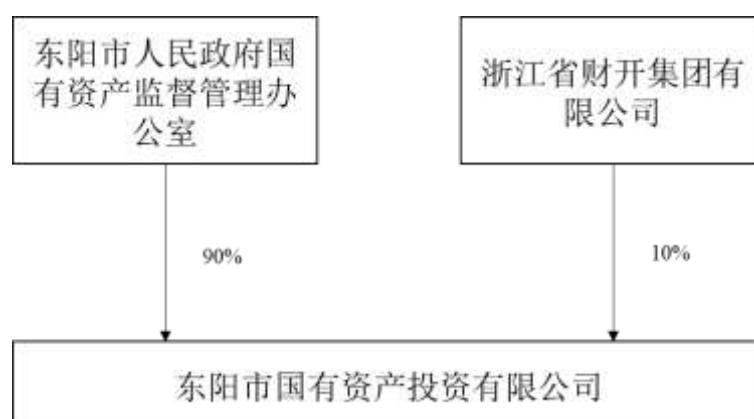 东阳市人民政府国
有资产监督管理办
公室
浙江省财开集团有
限公司
90%
10%
东阳市国有资产投资有限公司